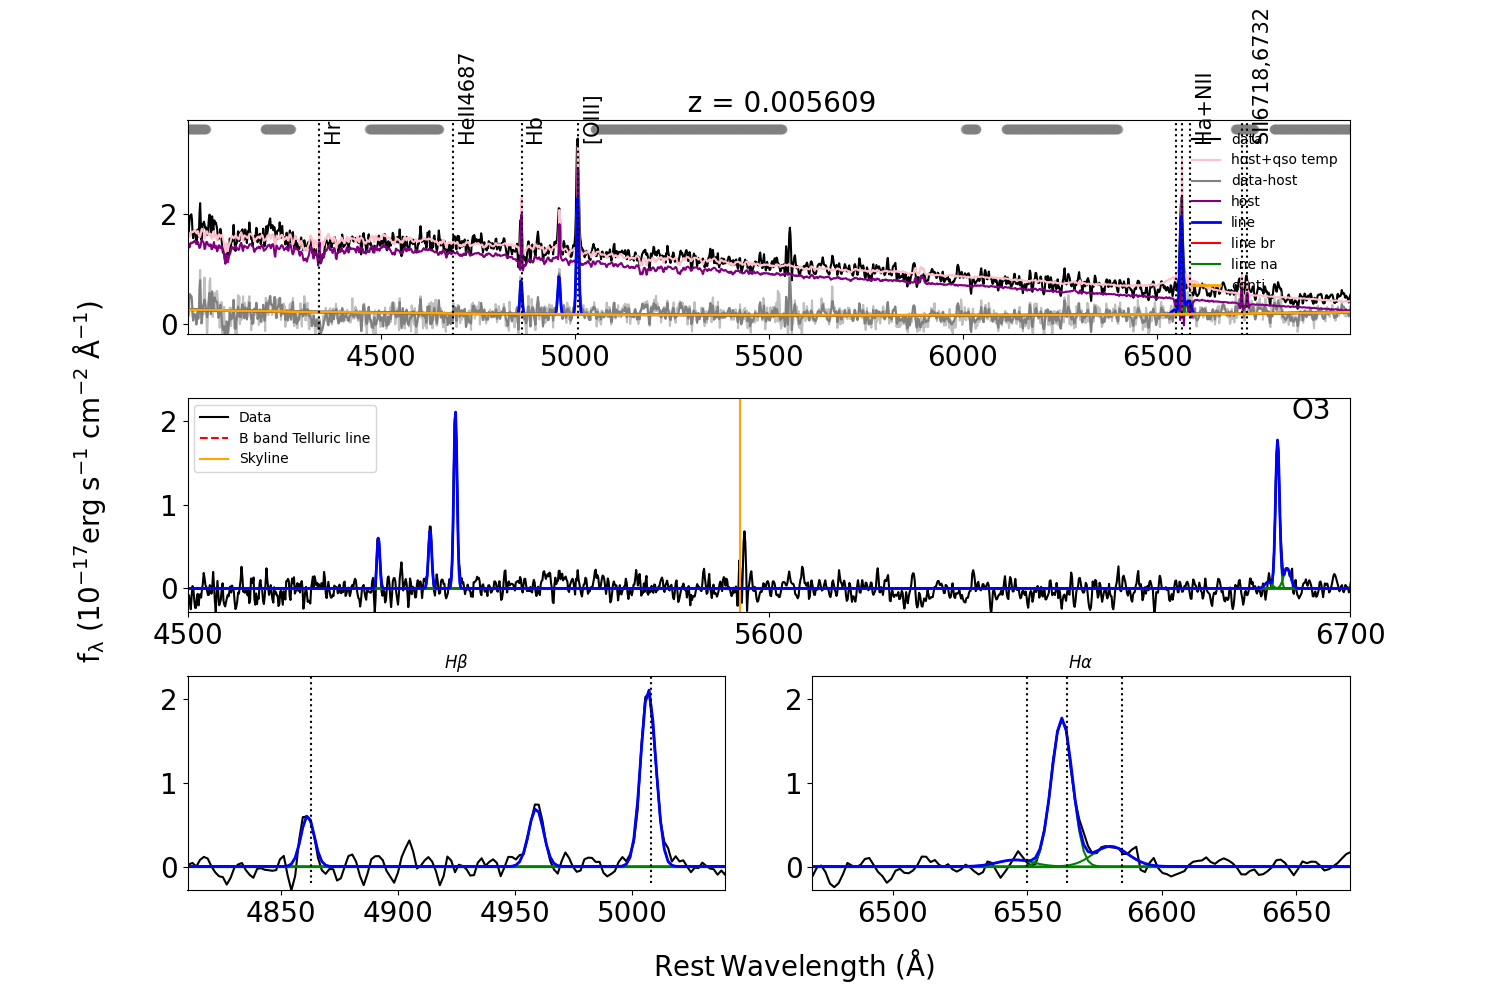 z = 0.005609
Hr
HeII4687
Hb
[OIII]
Ha+NII
SII6718,6732
data
host+qso temp
data-host
host
line
line br
line na
conti
2
0
4500 5000 5500 6000 6500
Data
B band Telluric line
Skyline
O3
2
1
0
4500 5600 6700
fλ (10⁻¹⁷erg s⁻¹ cm⁻² Å⁻¹)
Hβ
2
1
0
4850 4900 4950 5000
Hα
2
1
0
6500 6550 6600 6650
Rest Wavelength (Å)